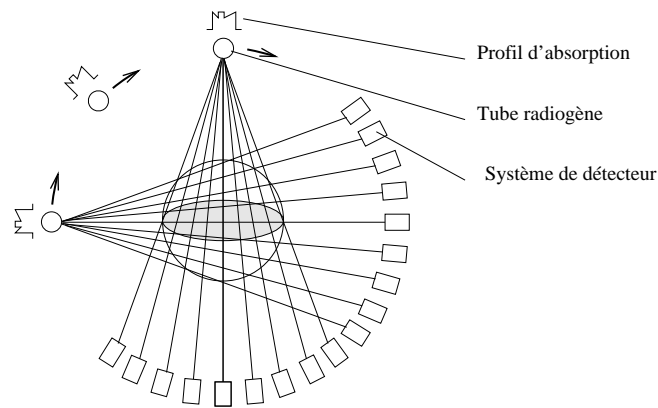 Profil d'absorption
Tube radiogène
Système de détecteur